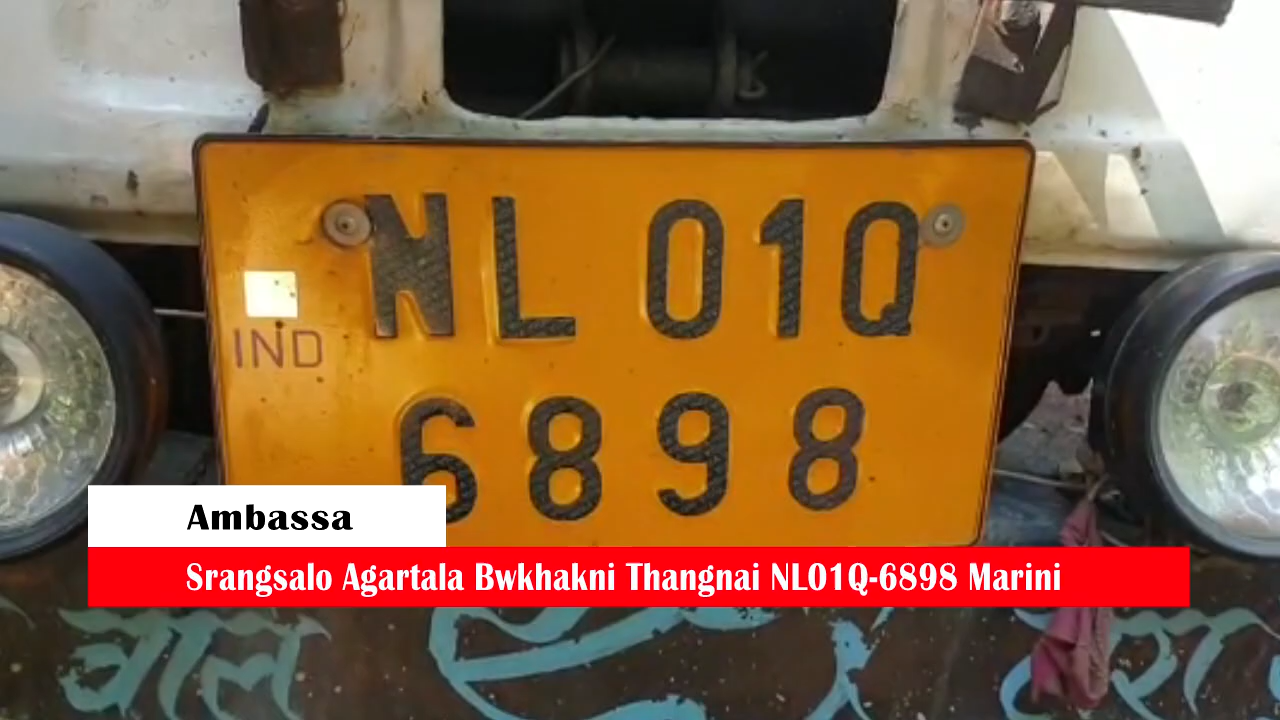 NL 01Q
IND
6898
Ambassa
Srangsalo Agartala Bwkhakni Thangnai NL01Q-6898 Marini
वाले